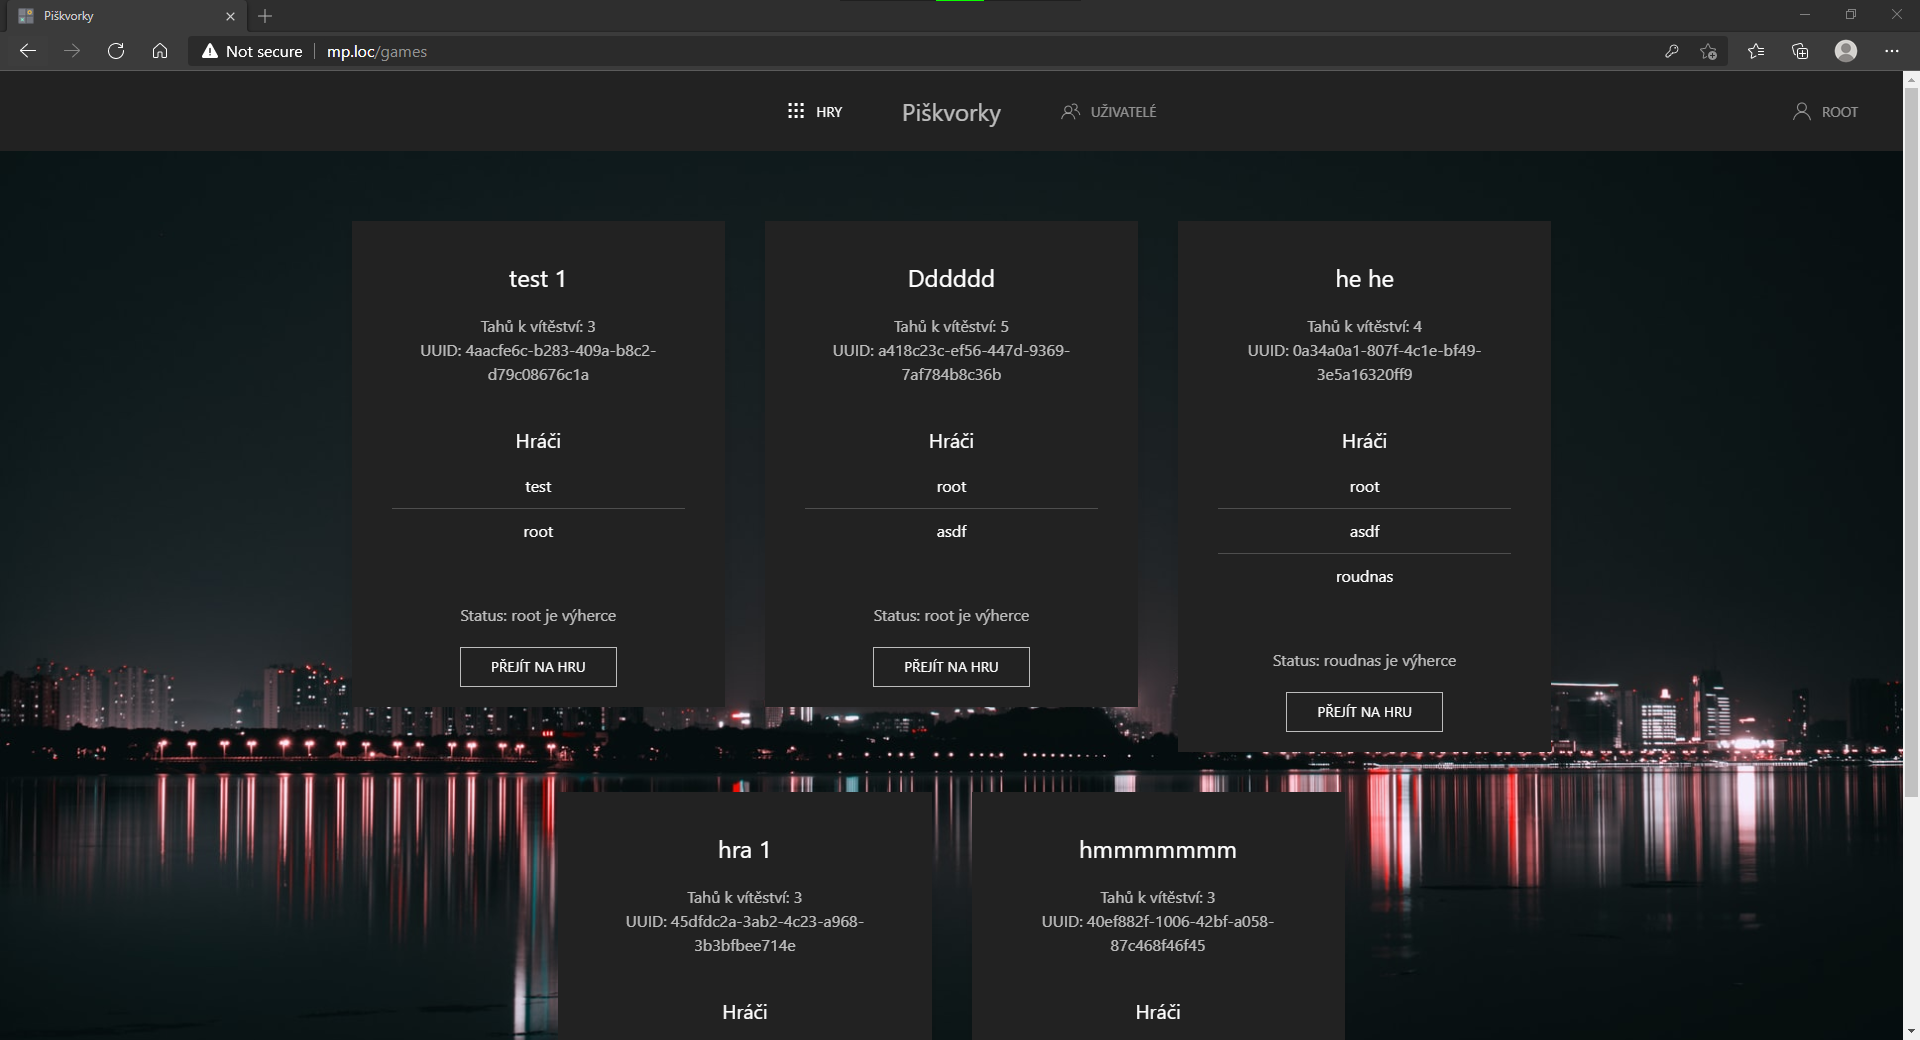 Piškvorky
Not secure
mp.loc/games
HRY
Piškvorky
UŽIVATELÉ
ROOT
test 1
Tahů k vítěství: 3
UUID: 4aacfe6c-b283-409a-b8c2-
d79c08676c1a
Hráči
test
root
Status: root je výherce
PŘEJÍT NA HRU
Dddddd
Tahů k vítěství: 5
UUID: a418c23c-ef56-447d-9369-
7af784b8c36b
Hráči
root
asdf
Status: root je výherce
PŘEJÍT NA HRU
he he
Tahů k vítěství: 4
UUID: 0a34a0a1-807f-4c1e-bf49-
3e5a16320ff9
Hráči
root
asdf
roudnas
Status: roudnas je výherce
PŘEJÍT NA HRU
hra 1
Tahů k vítěství: 3
UUID: 45dfdc2a-3ab2-4c23-a968-
3b3bfbee714e
Hráči
hmmmmmmm
Tahů k vítěství: 3
UUID: 40ef882f-1006-42bf-a058-
87c468f46f45
Hráči